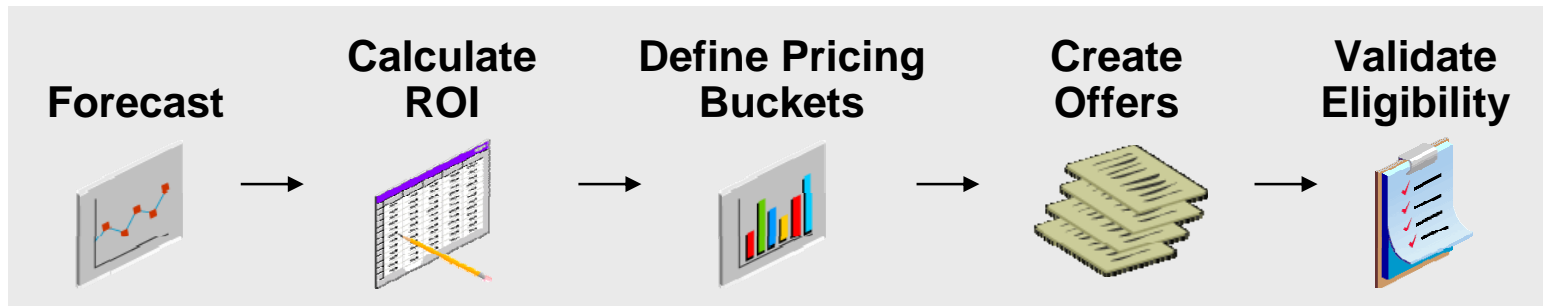 Forecast
Calculate
ROI
Define Pricing
Buckets
Create
Offers
Validate
Eligibility